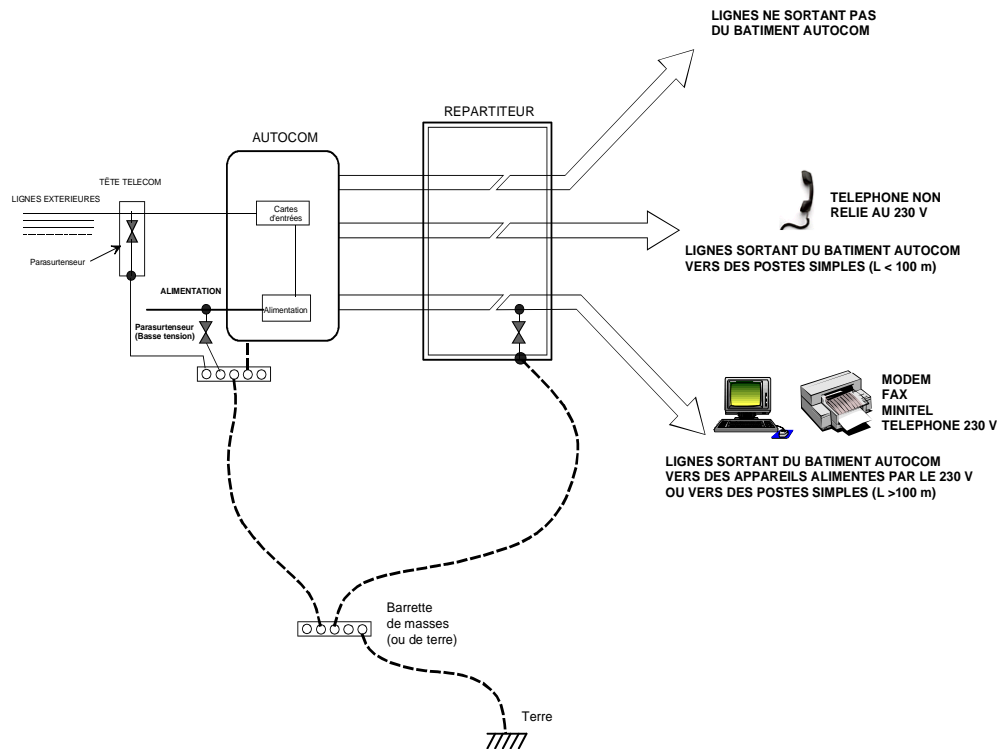 LIGNES NE SORTANT PAS
DU BATIMENT AUTOCOM
REPARTITEUR
AUTOCOM
TÊTE TELECOM
LIGNES EXTERIEURES
Cartes
d'entrées
TELEPHONE NON
RELIE AU 230 V
LIGNES SORTANT DU BATIMENT AUTOCOM
VERS DES POSTES SIMPLES (L < 100 m)
Parasurtenseur
ALIMENTATION
Alimentation
Parasurtenseur
(Basse tension)
MODEM
FAX
MINITEL
TELEPHONE 230 V
LIGNES SORTANT DU BATIMENT AUTOCOM
VERS DES APPAREILS ALIMENTES PAR LE 230 V
OU VERS DES POSTES SIMPLES (L >100 m)
Barrette
de masses
(ou de terre)
Terre